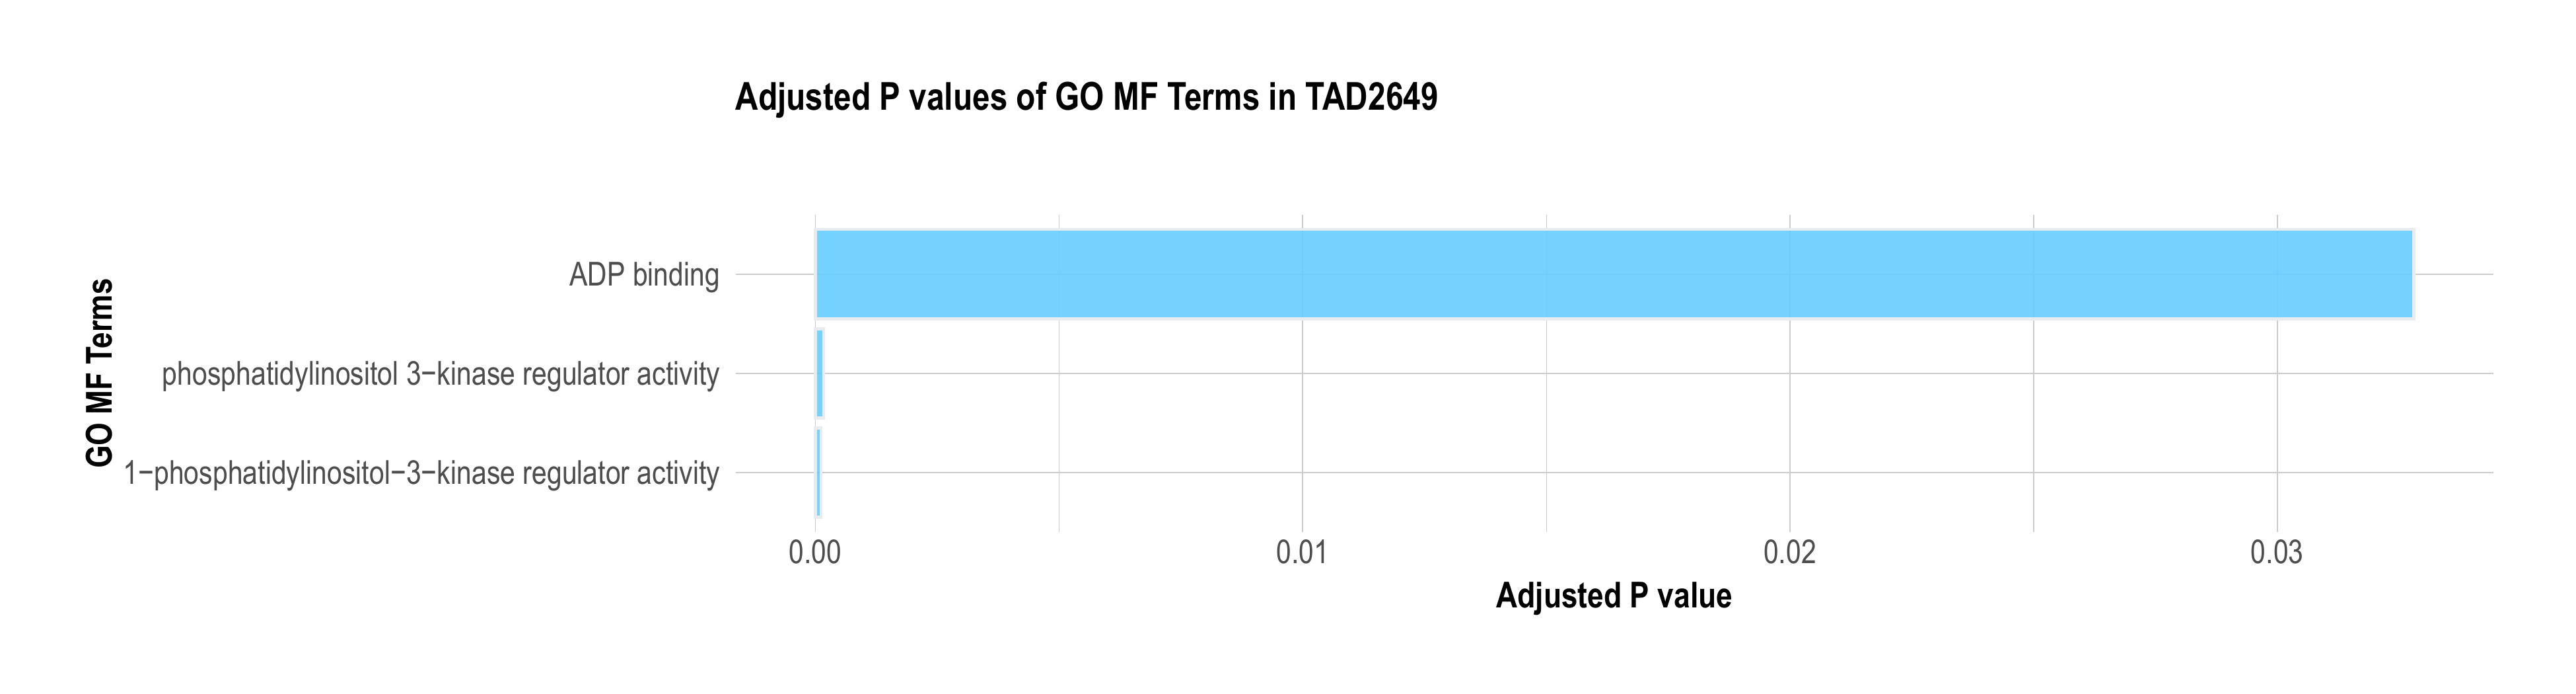 Adjusted P values of GO MF Terms in TAD2649
GO MF Terms
ADP binding
phosphatidylinositol 3−kinase regulator activity
1−phosphatidylinositol−3−kinase regulator activity
0.00 0.01 0.02 0.03
Adjusted P value